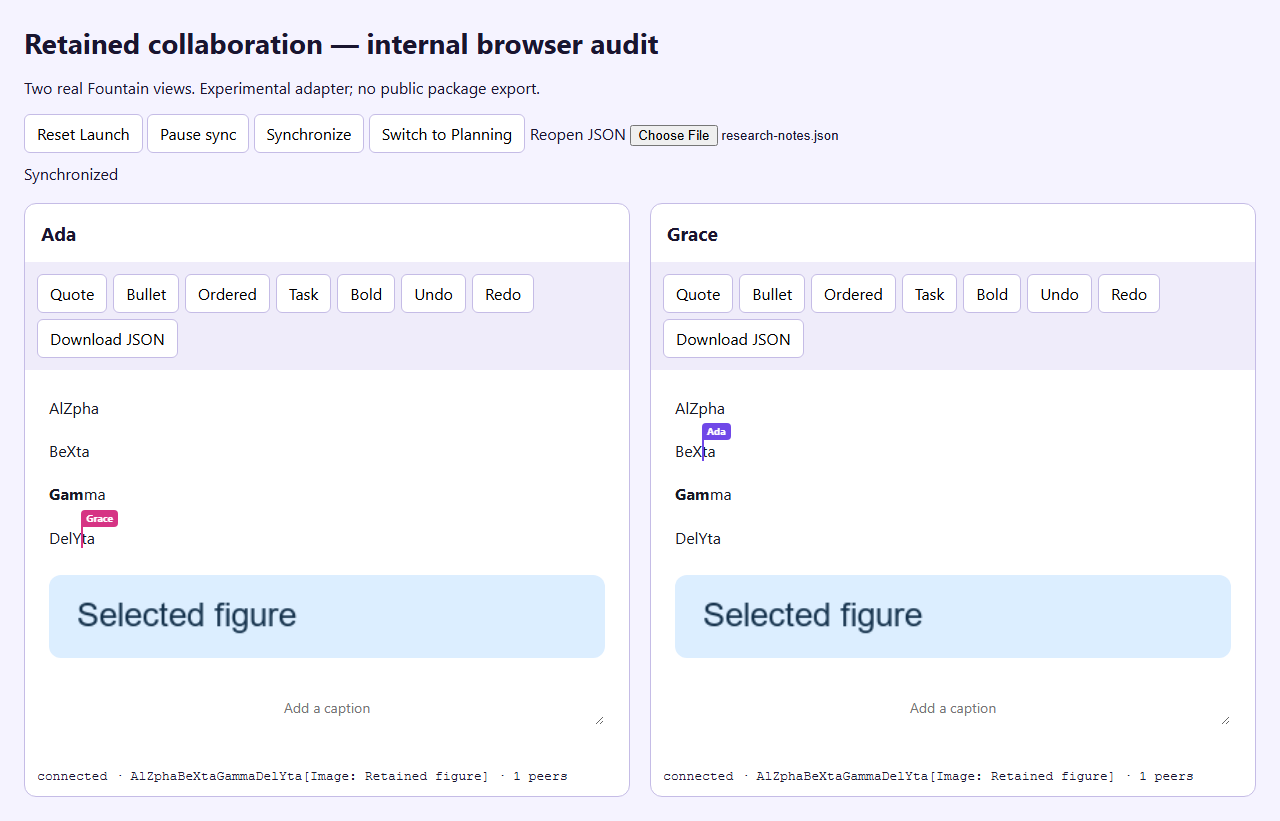 Retained collaboration — internal browser audit
Two real Fountain views. Experimental adapter; no public package export.
Reset Launch Pause sync Synchronize Switch to Planning Reopen JSON Choose File research-notes.json
Synchronized
Ada
Quote Bullet Ordered Task Bold Undo Redo
Download JSON
AlZpha
BeXta
Gamma
Grace
DelYta
Selected figure
Add a caption
connected · AlZphaBeXtaGammaDelYta[Image: Retained figure] · 1 peers
Grace
Quote Bullet Ordered Task Bold Undo Redo
Download JSON
AlZpha
Ada
BeXta
Gamma
DelYta
Selected figure
Add a caption
connected · AlZphaBeXtaGammaDelYta[Image: Retained figure] · 1 peers